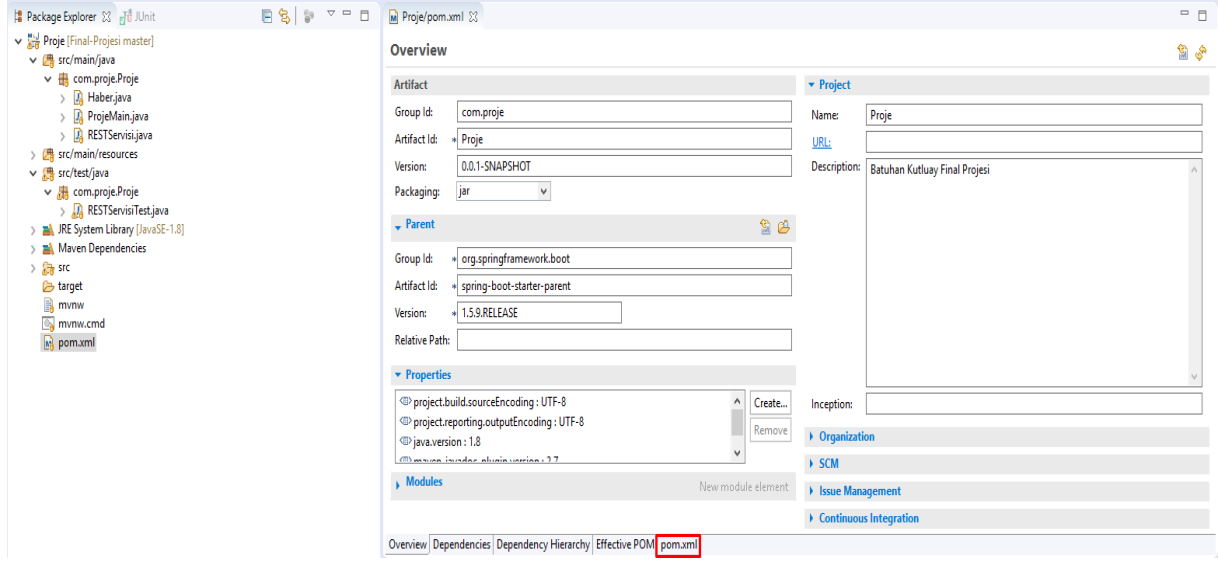 Package Explorer
JUnit
Proje [Final-Projesi master]
src/main/java
com.proje.Proje
Haber.java
ProjeMain.java
RESTServisi.java
src/main/resources
src/test/java
com.proje.Proje
RESTServisiTest.java
JRE System Library [JavaSE-1.8]
Maven Dependencies
src
target
mvnw
mvnw.cmd
pom.xml
Proje/pom.xml
Overview
Artifact
Group Id:
com.proje
Artifact Id:
* Proje
Version:
0.0.1-SNAPSHOT
Packaging:
jar
Parent
Group Id:
* org.springframework.boot
Artifact Id:
* spring-boot-starter-parent
Version:
* 1.5.9.RELEASE
Relative Path:
Properties
project.build.sourceEncoding : UTF-8
project.reporting.outputEncoding : UTF-8
java.version : 1.8
maven-javadoc-plugin.version : 2.7
Create...
Remove
Modules
New module element
Project
Name:
Proje
URL:
Description:
Batuhan Kutluay Final Projesi
Inception:
Organization
SCM
Issue Management
Continuous Integration
Overview
Dependencies
Dependency Hierarchy
Effective POM
pom.xml